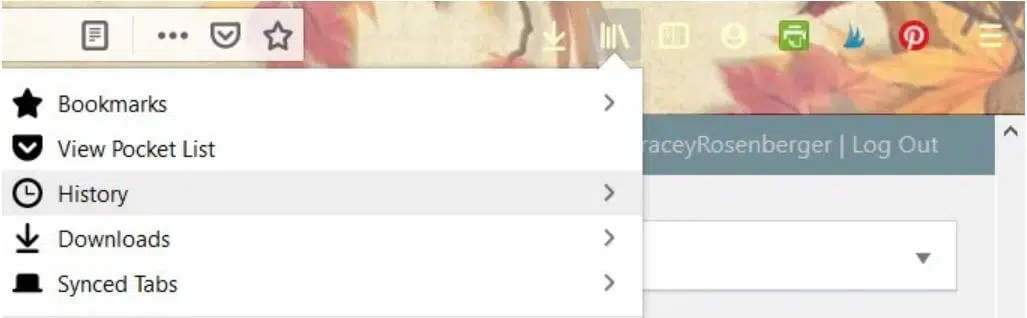 raceyRosenberger | Log Out
Bookmarks
View Pocket List
History
Downloads
Synced Tabs